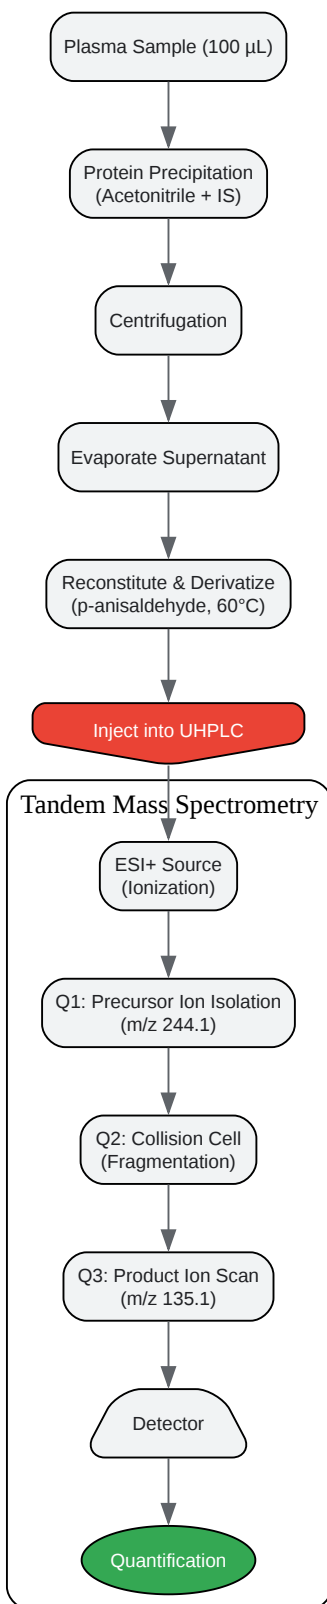 Plasma Sample (100 µL)
Protein Precipitation
(Acetonitrile + IS)
Centrifugation
Evaporate Supernatant
Reconstitute & Derivatize
(p-anisaldehyde, 60°C)
Inject into UHPLC
Tandem Mass Spectrometry
ESI+ Source
(Ionization)
Q1: Precursor Ion Isolation
(m/z 244.1)
Q2: Collision Cell
(Fragmentation)
Q3: Product Ion Scan
(m/z 135.1)
Detector
Quantification